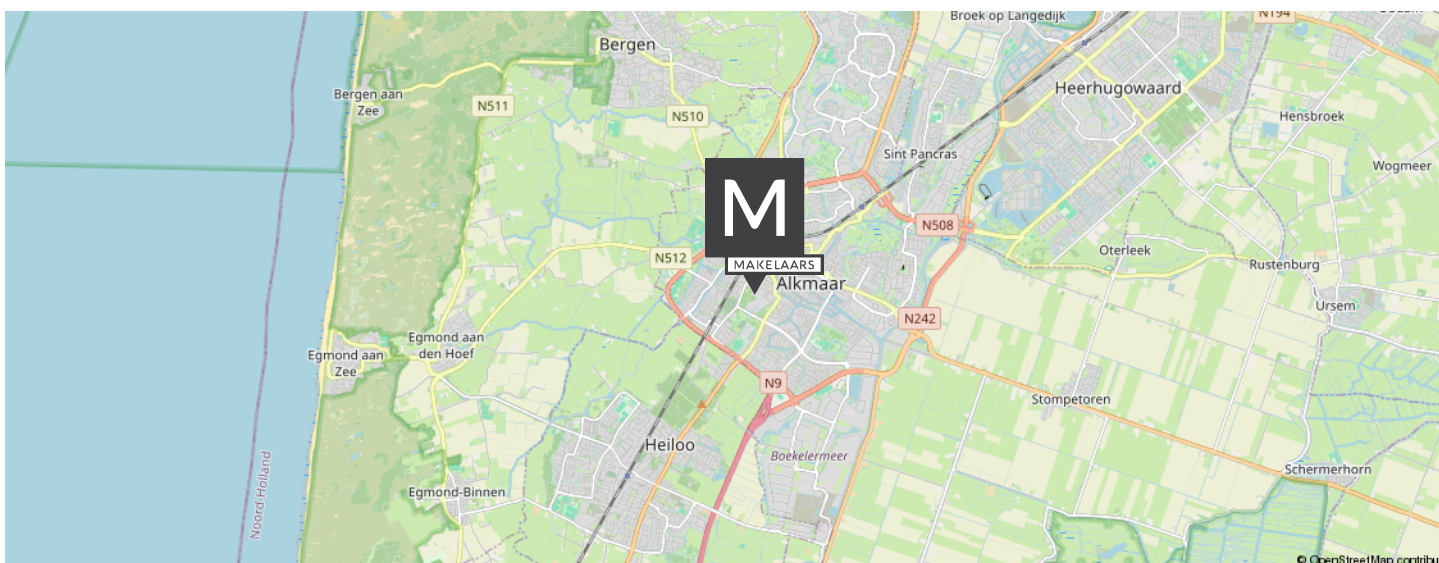 Broek op Langedijk
N194
Bergen
Bergen aan
Zee
N511
Heerhugowaard
N510
Hensbroek
Sint Pancras
Wogmeer
M
N508
N512
MAKELAARS
Oterleek
Rustenburg
Alkmaar
Ursem
N242
Egmond aan
den Hoef
Egmond aan
Zee
N9
Stompetoren
Heiloo
Boekelermeer
Noord-Holland
Schermerhorn
Egmond-Binnen
© OpenStreetMap contribu